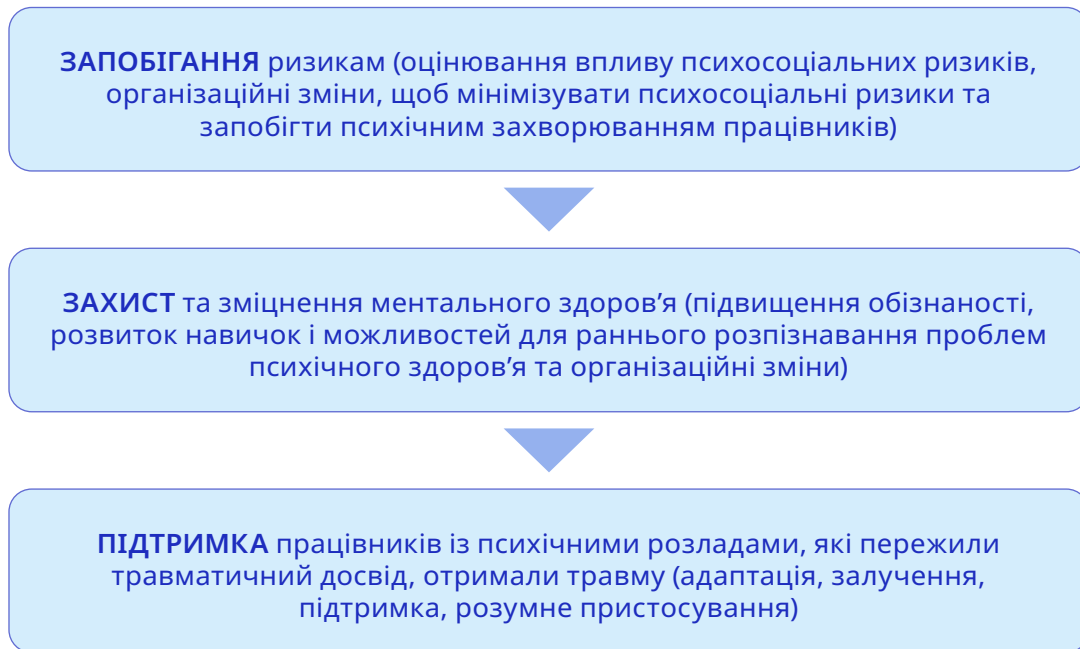 ЗАПОБІГАННЯ ризикам (оцінювання впливу психосоціальних ризиків,
організаційні зміни, щоб мінімізувати психосоціальні ризики та
запобігти психічним захворюванням працівників)
ЗАХИСТ та зміцнення ментального здоров’я (підвищення обізнаності,
розвиток навичок і можливостей для раннього розпізнавання проблем
психічного здоров’я та організаційні зміни)
ПІДТРИМКА працівників із психічними розладами, які пережили
травматичний досвід, отримали травму (адаптація, залучення,
підтримка, розумне пристосування)